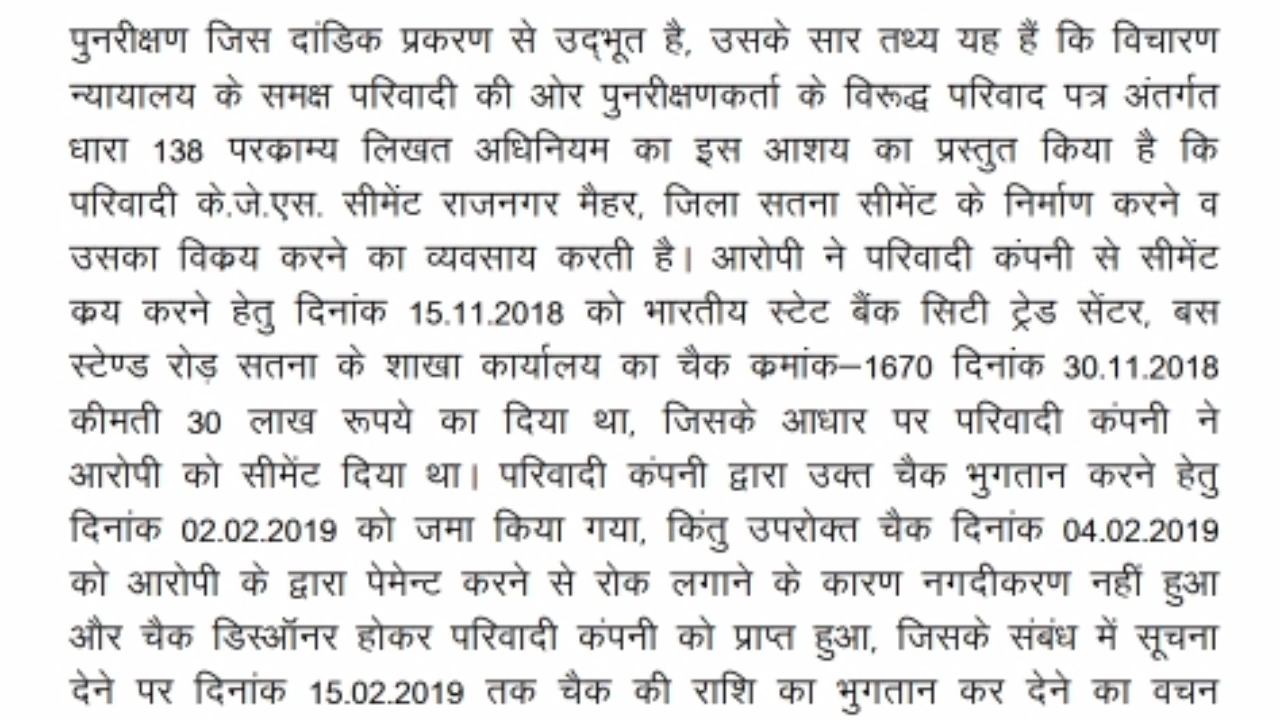 पुनरीक्षण जिस दांडिक प्रकरण से उद्भूत है, उसके सार तथ्य यह हैं कि विचारण
न्यायालय के समक्ष परिवादी की ओर पुनरीक्षणकर्ता के विरूद्ध परिवाद पत्र अंतर्गत
धारा 138 परक्राम्य लिखत अधिनियम का इस आशय का प्रस्तुत किया है कि
परिवादी के.जे.एस. सीमेंट राजनगर मैहर, जिला सतना सीमेंट के निर्माण करने व
उसका विक्रय करने का व्यवसाय करती है। आरोपी ने परिवादी कंपनी से सीमेंट
क्रय करने हेतु दिनांक 15.11.2018 को भारतीय स्टेट बैंक सिटी ट्रेड सेंटर, बस
स्टेण्ड रोड़ सतना के शाखा कार्यालय का चैक क्रमांक–1670 दिनांक 30.11.2018
कीमती 30 लाख रूपये का दिया था, जिसके आधार पर परिवादी कंपनी ने
आरोपी को सीमेंट दिया था। परिवादी कंपनी द्वारा उक्त चैक भुगतान करने हेतु
दिनांक 02.02.2019 को जमा किया गया, किंतु उपरोक्त चैक दिनांक 04.02.2019
को आरोपी के द्वारा पेमेन्ट करने से रोक लगाने के कारण नगदीकरण नहीं हुआ
और चैक डिस्ऑनर होकर परिवादी कंपनी को प्राप्त हुआ, जिसके संबंध में सूचना
देने पर दिनांक 15.02.2019 तक चैक की राशि का भुगतान कर देने का वचन